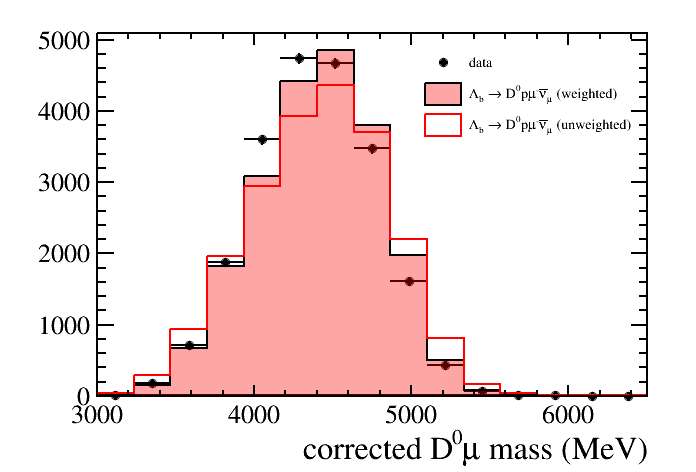 5000
4000
3000
2000
1000
0
data
Λb → D⁰pμ ν̅μ (weighted)
Λb → D⁰pμ ν̅μ (unweighted)
3000 4000 5000 6000
corrected D⁰μ mass (MeV)